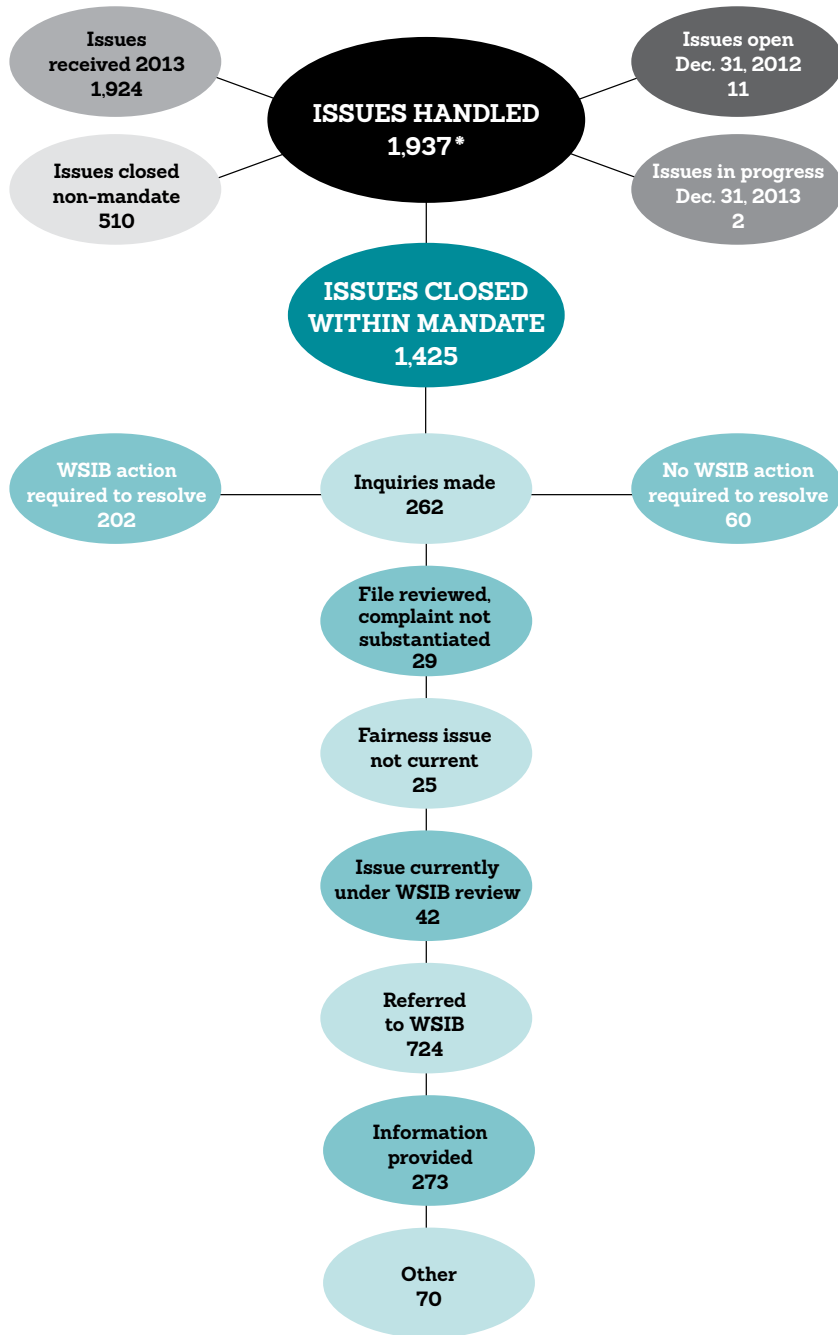 Issues
received 2013
1,924
Issues open
Dec. 31, 2012
11
ISSUES HANDLED
1,937*
Issues closed
non-mandate
510
Issues in progress
Dec. 31, 2013
2
ISSUES CLOSED
WITHIN MANDATE
1,425
WSIB action
required to resolve
202
Inquiries made
262
No WSIB action
required to resolve
60
File reviewed,
complaint not
substantiated
29
Fairness issue
not current
25
Issue currently
under WSIB review
42
Referred
to WSIB
724
Information
provided
273
Other
70